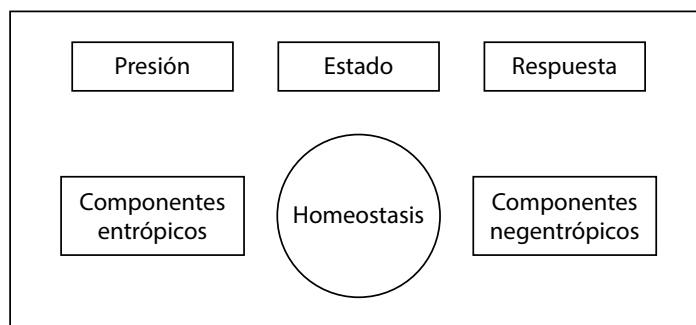 Presión
Estado
Respuesta
Componentes
entrópicos
Homeostasis
Componentes
negentrópicos